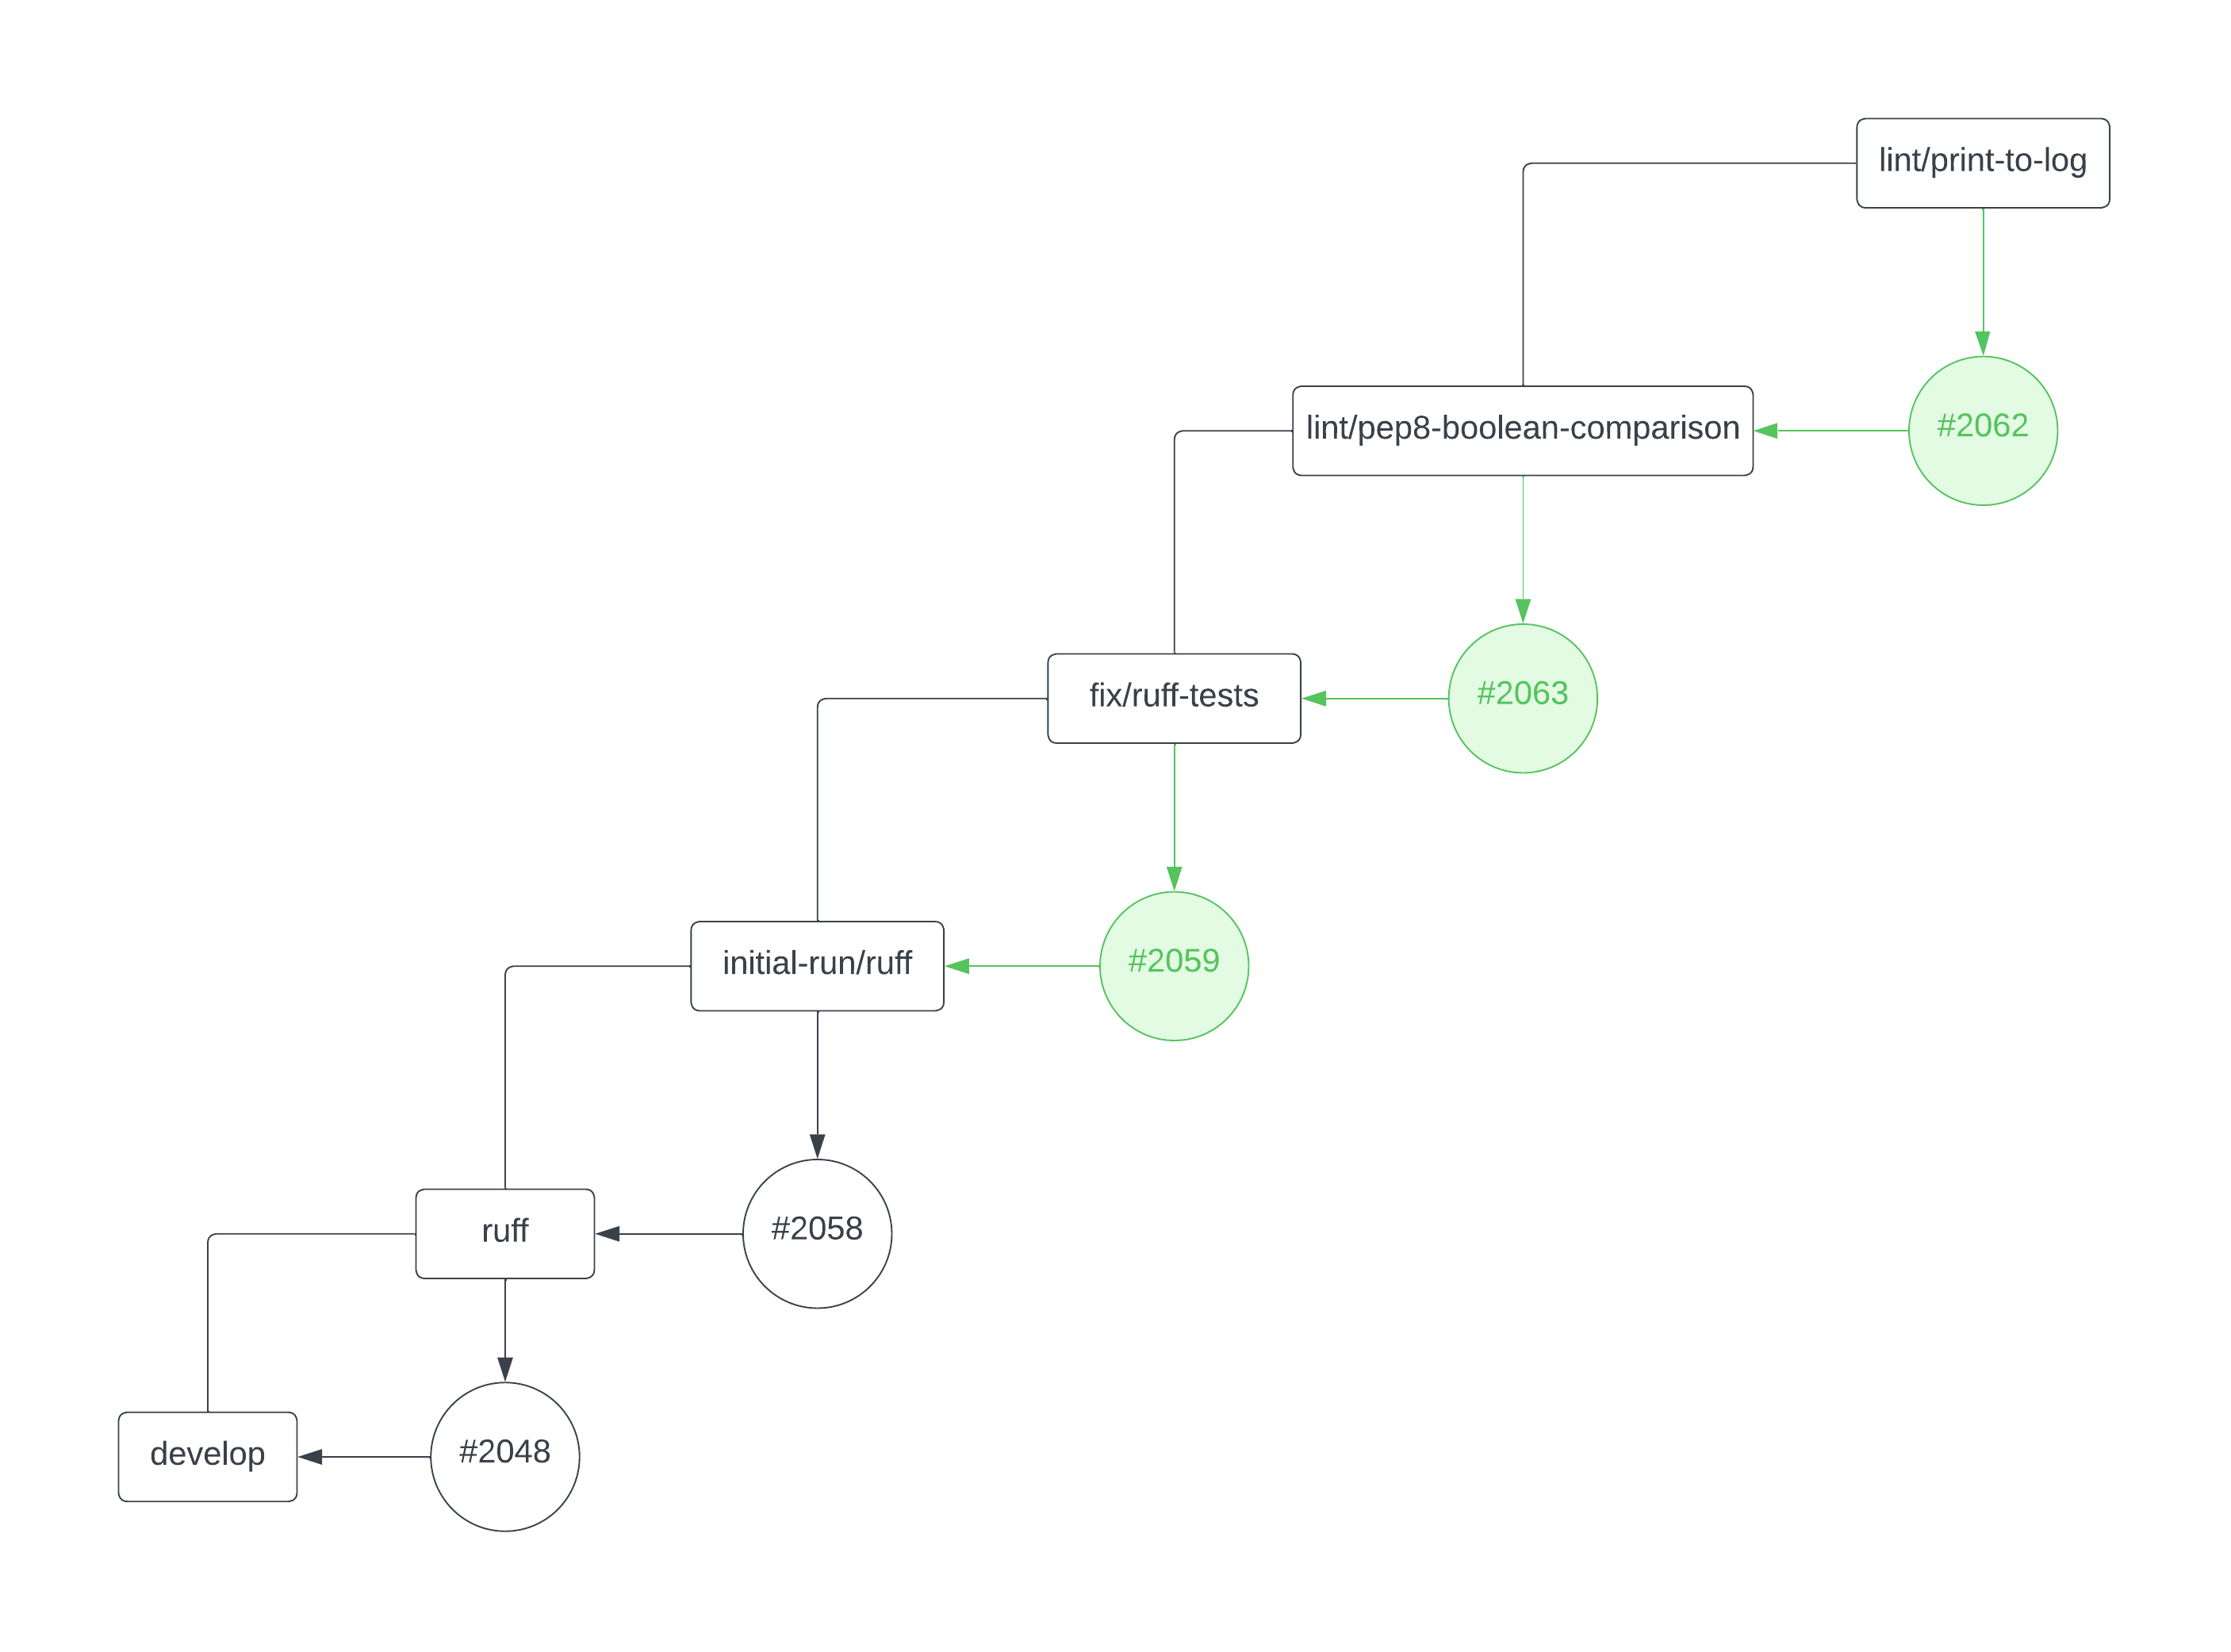 lint/print-to-log
lint/pep8-boolean-comparison
#2062
fix/ruff-tests
#2063
initial-run/ruff
#2059
ruff
#2058
develop
#2048